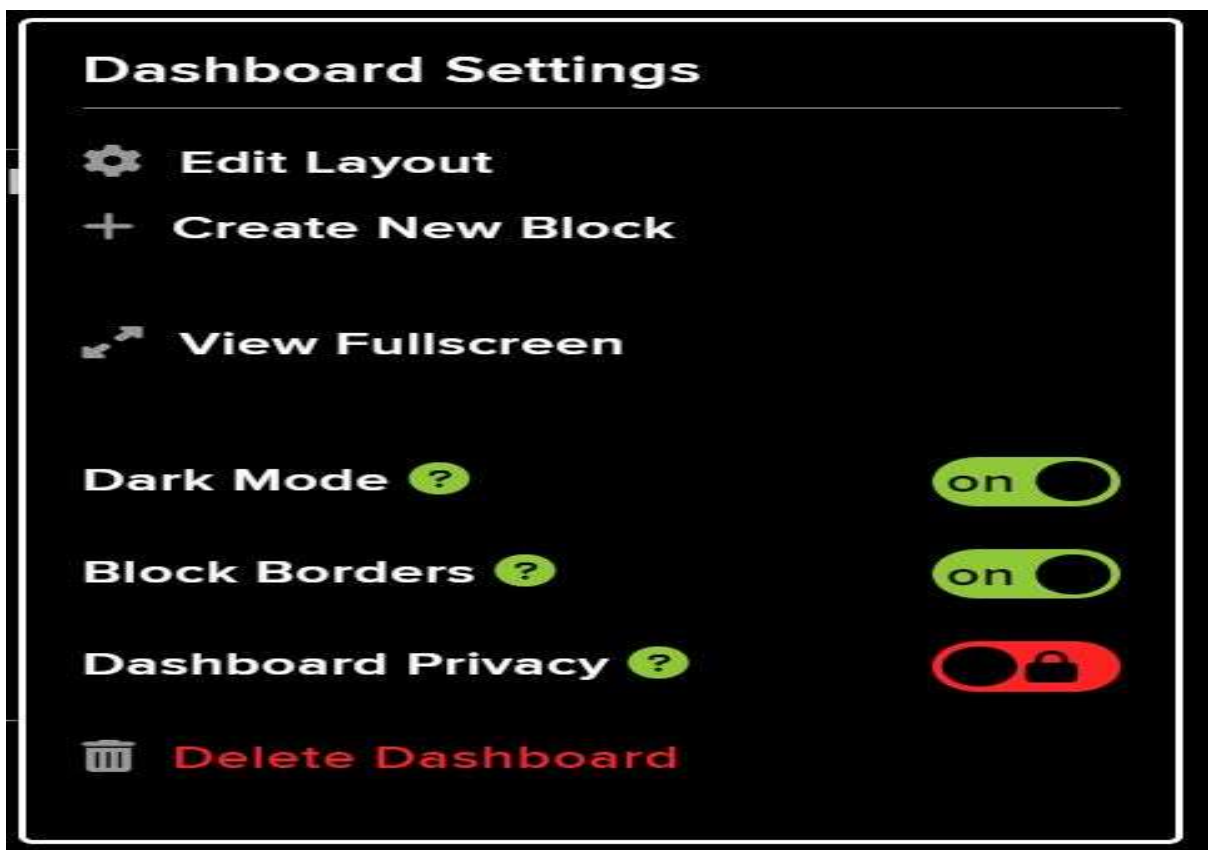 Dashboard Settings
Edit Layout
Create New Block
View Fullscreen
Dark Mode ? on
Block Borders ? on
Dashboard Privacy ?
Delete Dashboard